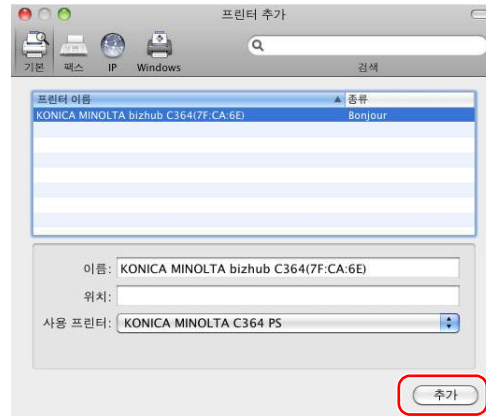 프린터 추가
기본 팩스 IP Windows 검색
프린터 이름 종류
KONICA MINOLTA bizhub C364(7F:CA:6E) Bonjour
이름: KONICA MINOLTA bizhub C364(7F:CA:6E)
위치:
사용 프린터: KONICA MINOLTA C364 PS
추가